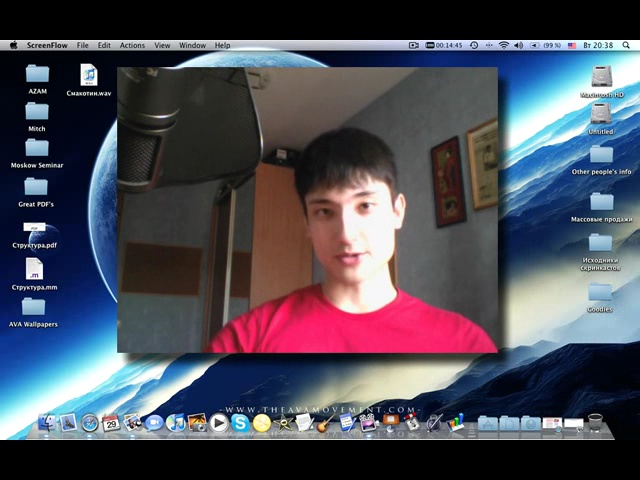 ScreenFlow File Edit Actions View Window Help 00:14:45 (99%) Вт 20:38
AZAM
Смакотин.wav
Mitch
Moskow Seminar
Great PDF's
Структура.pdf
Структура.mm
AVA Wallpapers
Macintosh HD
Untitled
Other people's info
Массовые продажи
Исходники
скринкастов
Goodies
- WWW.THEAVAMOVEMENT.COM -
PDF
.m
29